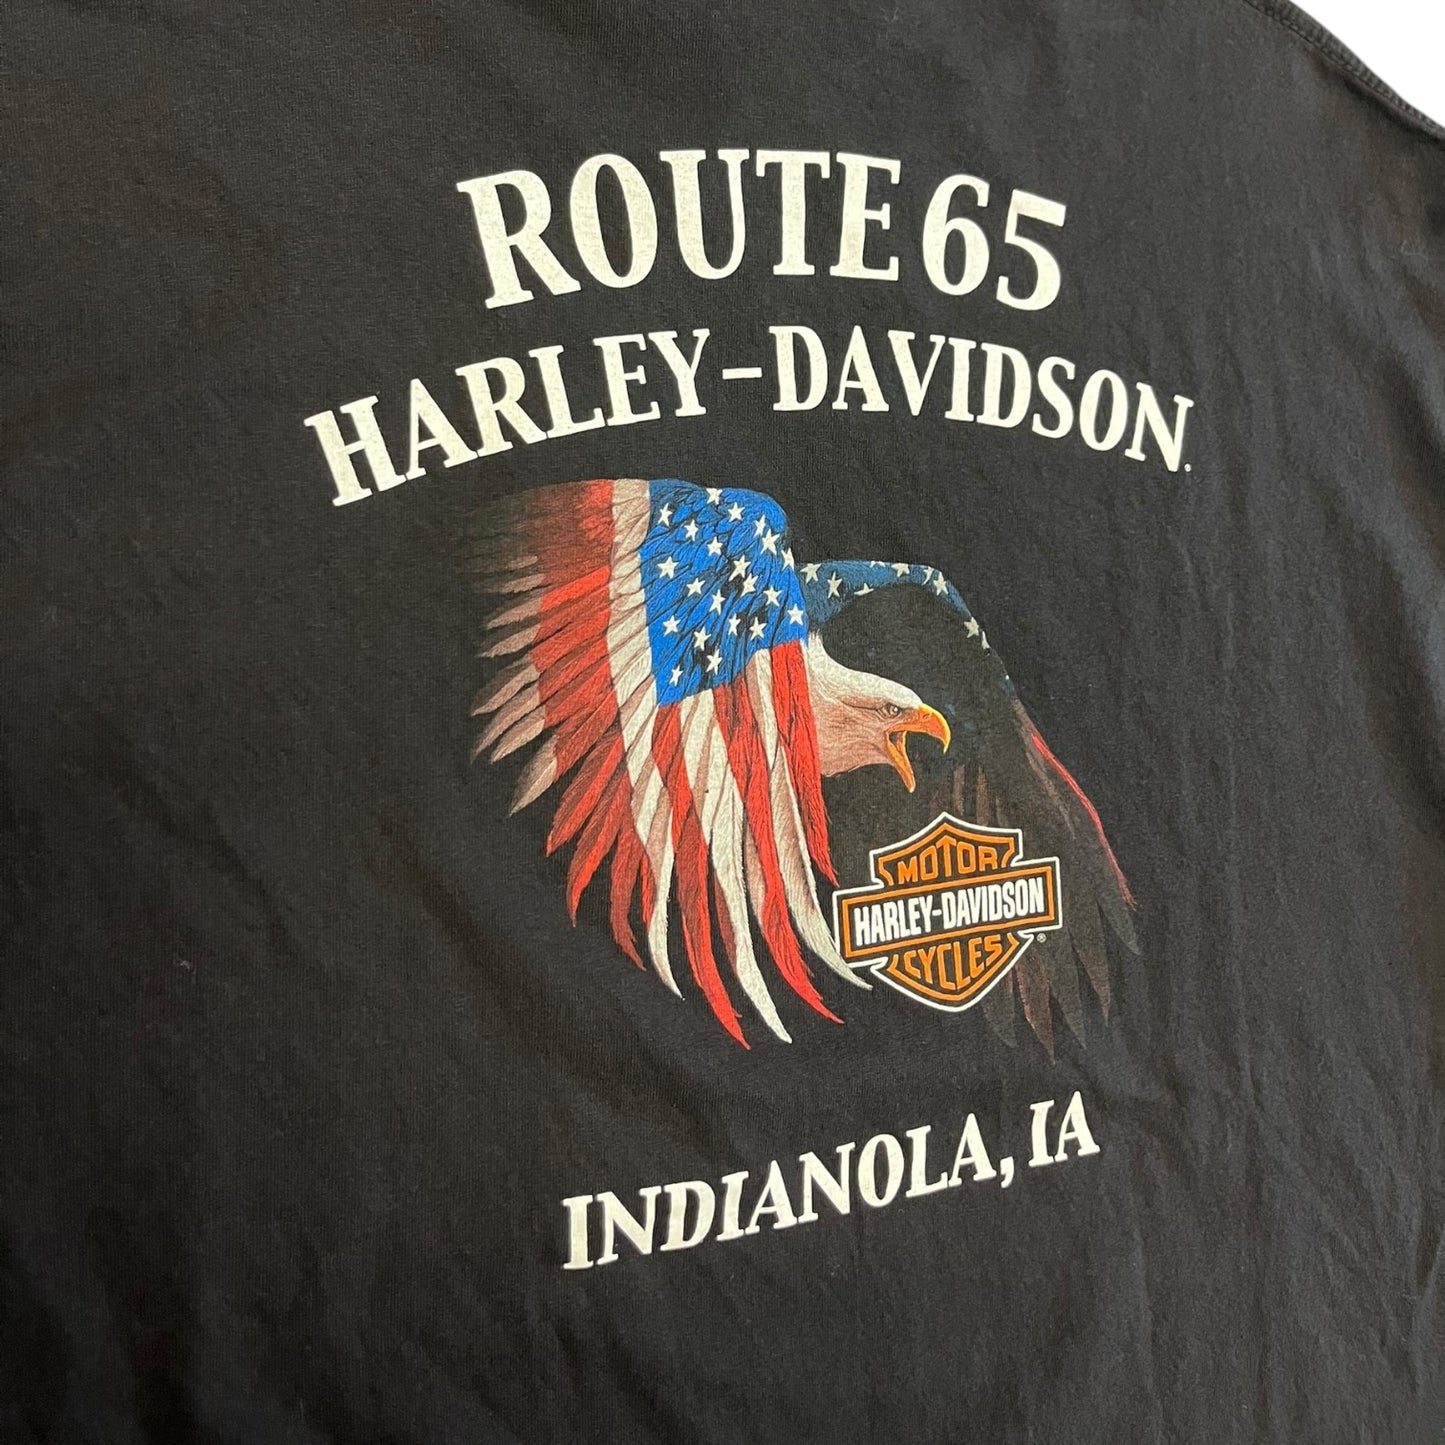 ROUTE 65
HARLEY-DAVIDSON.
MOTOR
HARLEY-DAVIDSON
CYCLES
®
INDIANOLA, IA